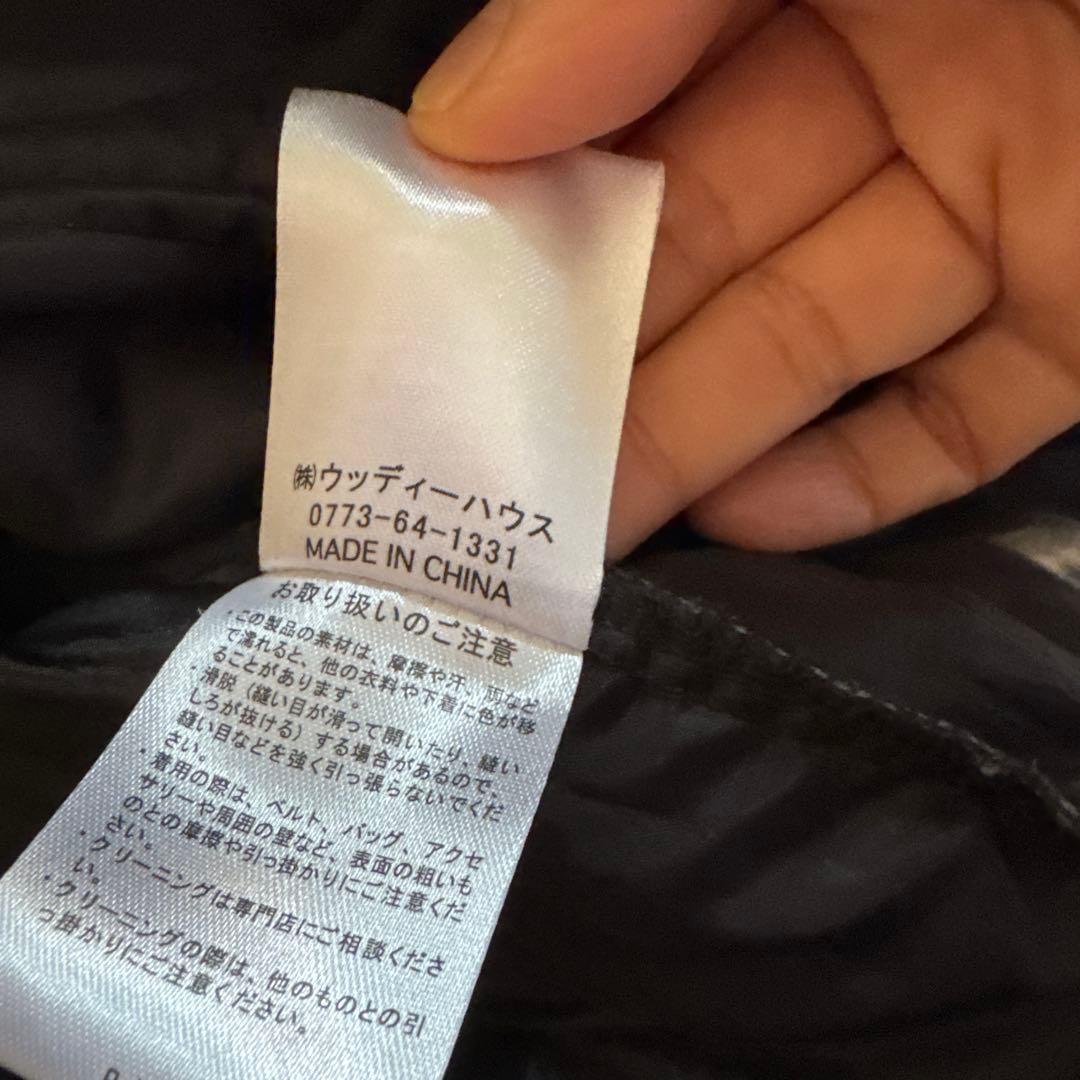 ㈱ウッディーハウス
0773-64-1331
MADE IN CHINA
お取り扱いのご注意
・この製品の素材は、摩擦や汗、雨など
で濡れると、他の衣料や下着に色が移
ることがあります。
・滑脱（縫い目が滑って開いたり、縫い
しろが抜ける）する場合があるので、
縫い目などを強く引っ張らないでくだ
さい。
・着用の際は、ベルト、バッグ、アクセ
サリーや周囲の壁など、表面の粗いも
のとの摩擦や引っ掛かりにご注意くだ
さい。
・クリーニングは専門店にご相談くださ
い。
・クリーニングの際は、他のものとの引
っ掛かりにご注意ください。